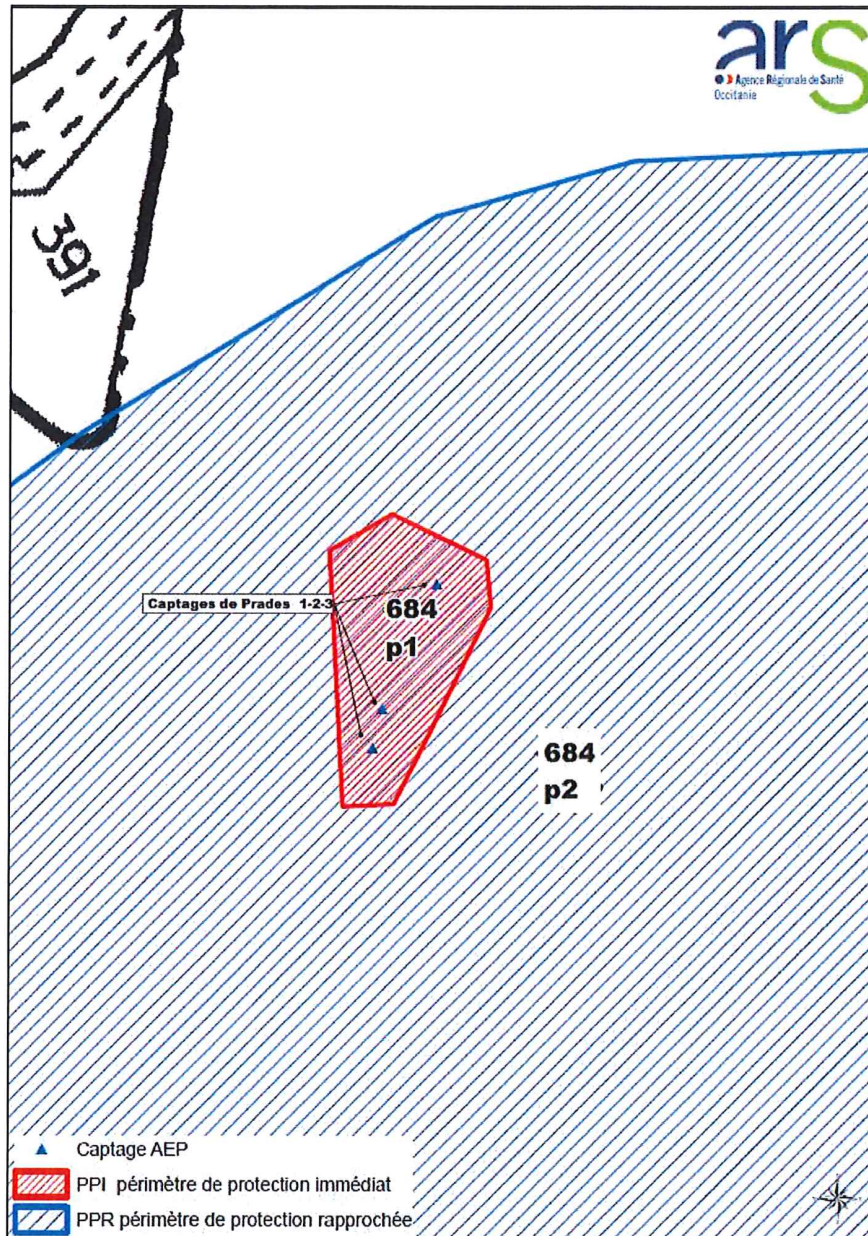 ars
Agence Régionale de Santé
Occitanie
391
Captages de Prades 1-2-3
684
p1
684
p2
Captage AEP
PPI périmètre de protection immédiat
PPR périmètre de protection rapprochée